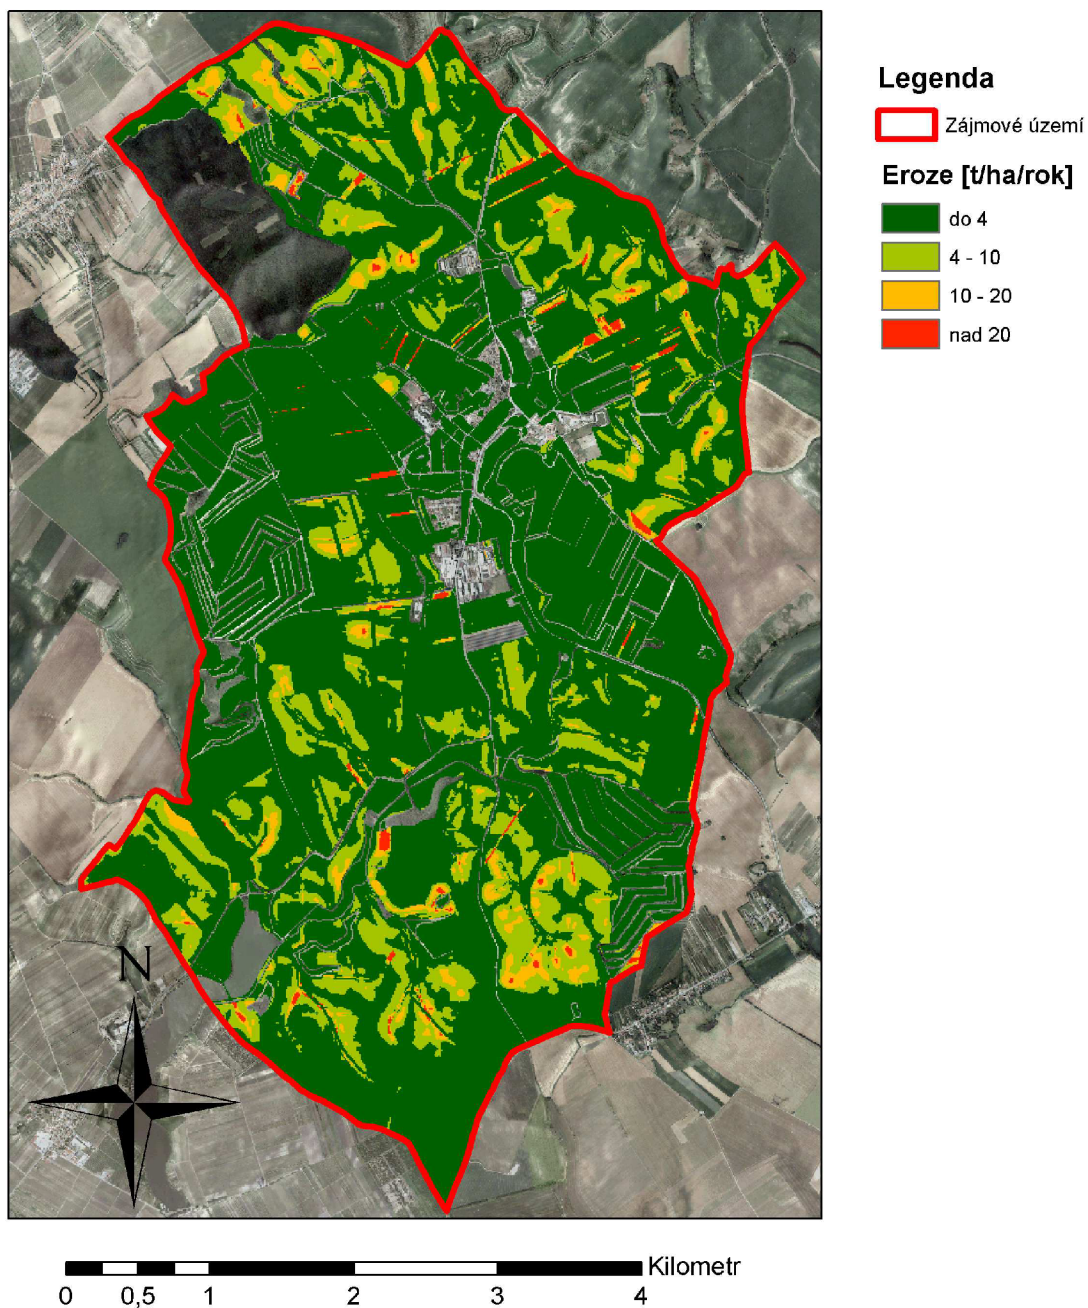 Legenda
Zájmové území
Eroze [t/ha/rok]
do 4
4 - 10
10 - 20
nad 20
N
Kilometr
0 0,5 1 2 3 4